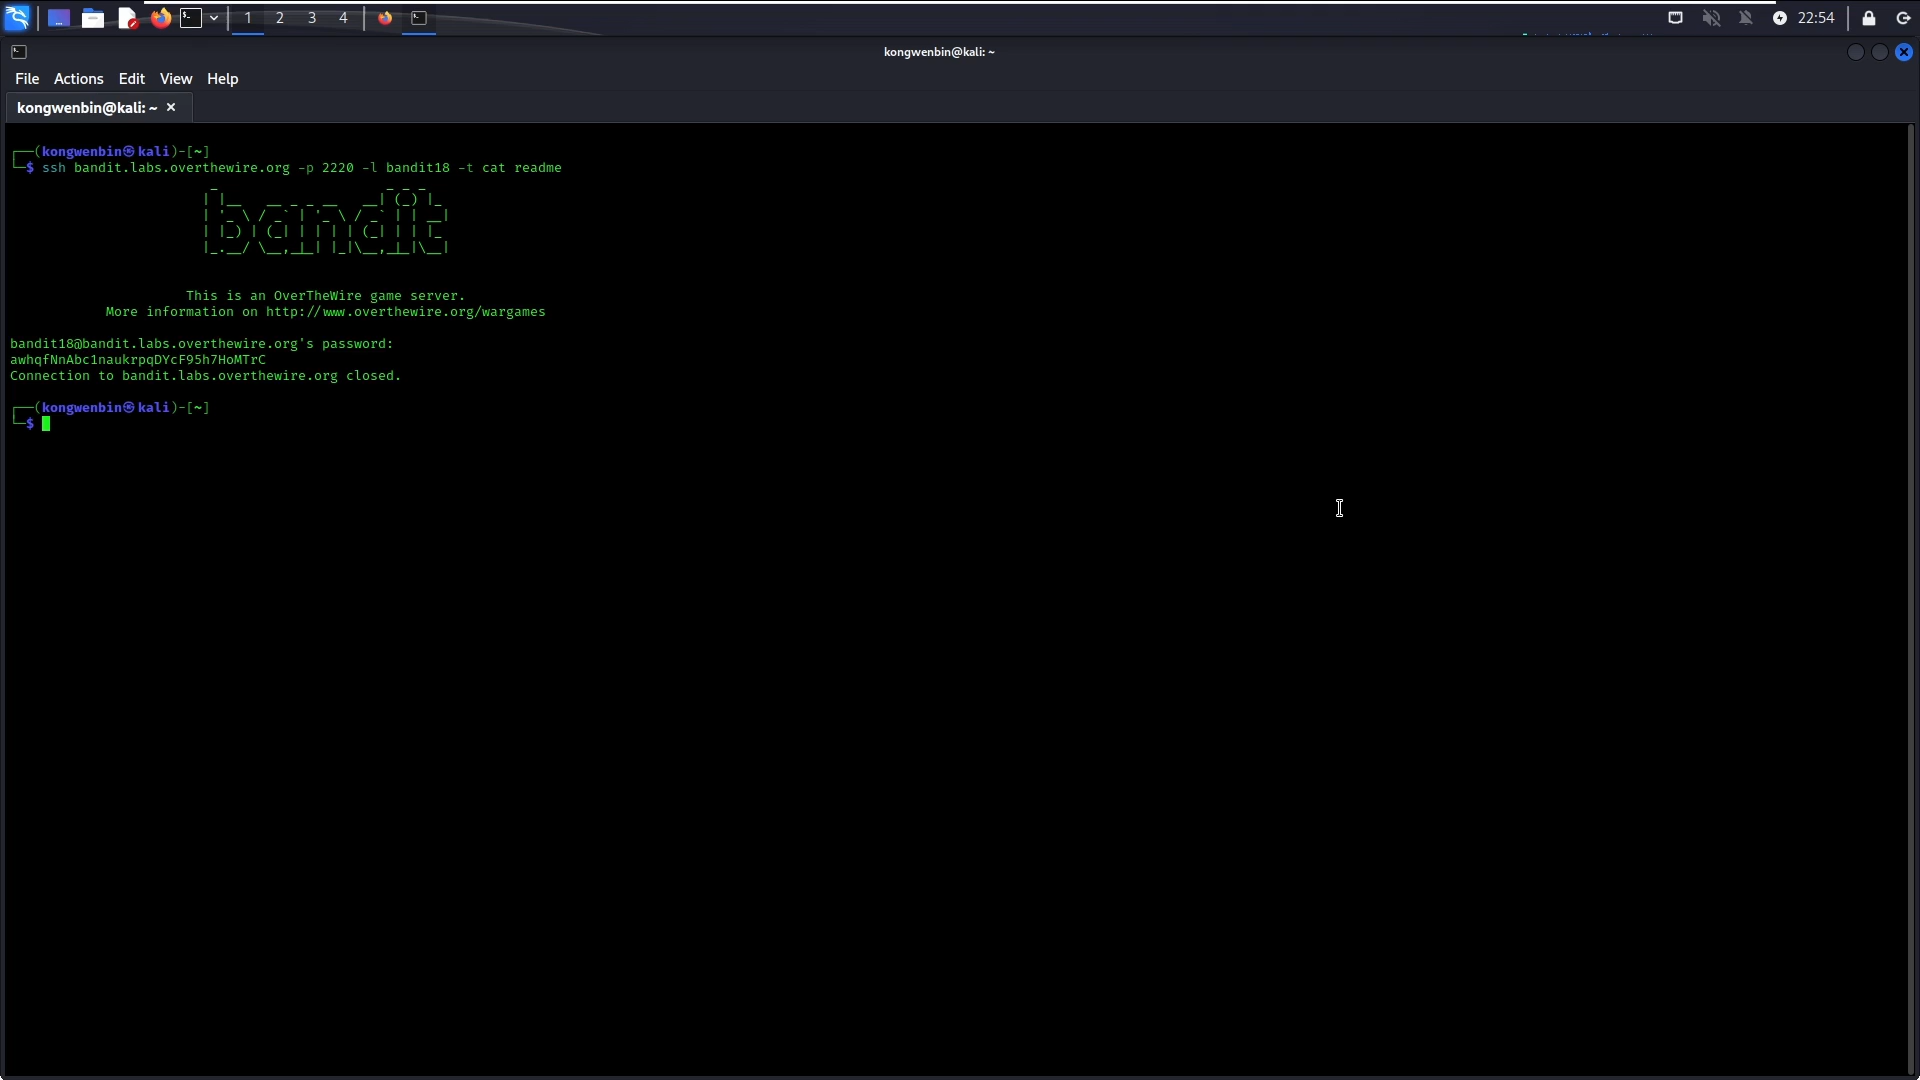 1 2 3 4 22:54
kongwenbin@kali: ~
File Actions Edit View Help
kongwenbin@kali: ~ ×
┌──(kongwenbin㉿kali)-[~]
└─$ ssh bandit.labs.overthewire.org -p 2220 -l bandit18 -t cat readme
bandit
This is an OverTheWire game server.
More information on http://www.overthewire.org/wargames
bandit18@bandit.labs.overthewire.org's password:
awhqfNnAbc1naukrpqDYcF95h7HoMTrC
Connection to bandit.labs.overthewire.org closed.
┌──(kongwenbin㉿kali)-[~]
└─$